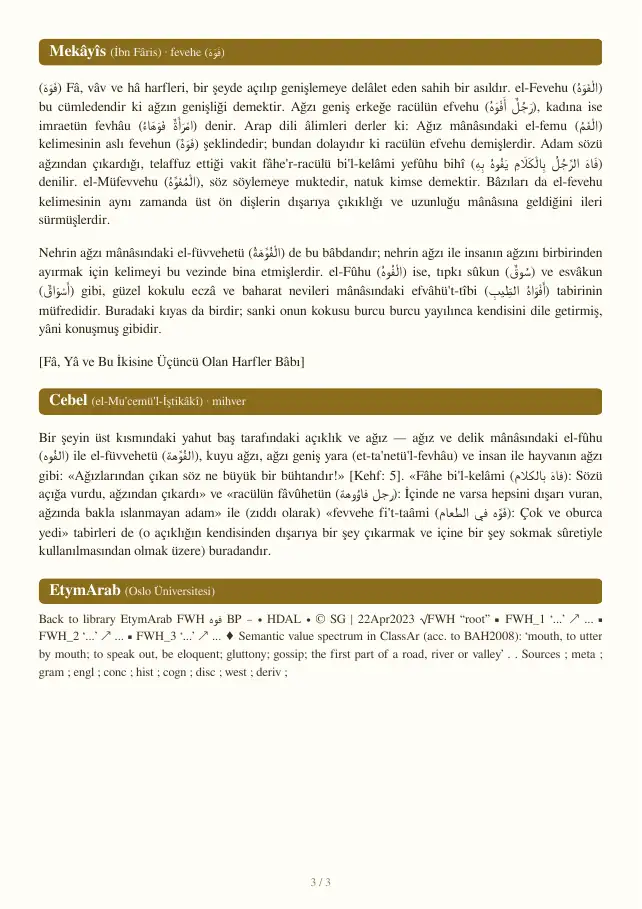 Mekâyîs (İbn Fâris) · fevehe (فَوَهَ)
(فَوَهَ) Fâ, vâv ve hâ harfleri, bir şeyde açılıp genişlemeye delâlet eden sahih bir asıldır. el-Fevehu (الْفَوَهُ)
bu cümledendir ki ağzın genişliği demektir. Ağzı geniş erkeğe racülün efvehu (رَجُلٌ أَفْوَهُ), kadına ise
imraetün fevhâu (امْرَأَةٌ فَوْهَاءُ) denir. Arap dili âlimleri derler ki: Ağız mânâsındaki el-femu (الْفَمُ)
kelimesinin aslı fevehun (فَوَهٌ) şeklindedir; bundan dolayıdır ki racülün efvehu demişlerdir. Adam sözü
ağzından çıkardığı, telaffuz ettiği vakit fâhe'r-racülü bi'l-kelâmi yefûhu bihî (فَاهَ الرَّجُلُ بِالْكَلَامِ يَفُوهُ بِهِ)
denilir. el-Müfevvehu (الْمُفَوَّهُ), söz söylemeye muktedir, natuk kimse demektir. Bâzıları da el-fevehu
kelimesinin aynı zamanda üst ön dişlerin dışarıya çıkıklığı ve uzunluğu mânâsına geldiğini ileri
sürmüşlerdir.
Nehrin ağzı mânâsındaki el-füvvehetü (الْفُوَّهَةُ) de bu bâbdandır; nehrin ağzı ile insanın ağzını birbirinden
ayırmak için kelimeyi bu vezinde bina etmişlerdir. el-Fûhu (الْفُوهُ) ise, tıpkı sûkun (سُوقٌ) ve esvâkun
(أَسْوَاقٌ) gibi, güzel kokulu eczâ ve baharat nevileri mânâsındaki efvâhü't-tîbi (أَفْوَاهُ الطِّيبِ) tabirinin
müfredidir. Buradaki kıyas da birdir; sanki onun kokusu burcu burcu yayılınca kendisini dile getirmiş,
yâni konuşmuş gibidir.
[Fâ, Yâ ve Bu İkisine Üçüncü Olan Harfler Bâbı]
Cebel (el-Mu'cemü'l-İştikâkî) · mihver
Bir şeyin üst kısmındaki yahut baş tarafındaki açıklık ve ağız — ağız ve delik mânâsındaki el-fûhu
(الفُوه) ile el-füvvehetü (الفُوَّهة), kuyu ağzı, ağzı geniş yara (et-ta'netü'l-fevhâu) ve insan ile hayvanın ağzı
gibi: «Ağızlarından çıkan söz ne büyük bir bühtandır!» [Kehf: 5]. «Fâhe bi'l-kelâmi (فاهَ بالكلام): Sözü
açığa vurdu, ağzından çıkardı» ve «racülün fâvûhetün (رجل فاوُوهة): İçinde ne varsa hepsini dışarı vuran,
ağzında bakla ıslanmayan adam» ile (zıddı olarak) «fevvehe fi't-taâmi (فوّه في الطعام): Çok ve oburca
yedi» tabirleri de (o açıklığın kendisinden dışarıya bir şey çıkarmak ve içine bir şey sokmak sûretiyle
kullanılmasından olmak üzere) buradandır.
EtymArab (Oslo Üniversitesi)
Back to library EtymArab FWH فوه BP – • HDAL • © SG | 22Apr2023 √FWH “root” ▪ FWH_1 ‘...’ ↗ ... ▪
FWH_2 ‘...’ ↗ ... ▪ FWH_3 ‘...’ ↗ ... ♦ Semantic value spectrum in ClassAr (acc. to BAH2008): ‘mouth, to utter
by mouth; to speak out, be eloquent; gluttony; gossip; the first part of a road, river or valley’ . . Sources ; meta ;
gram ; engl ; conc ; hist ; cogn ; disc ; west ; deriv ;
3 / 3